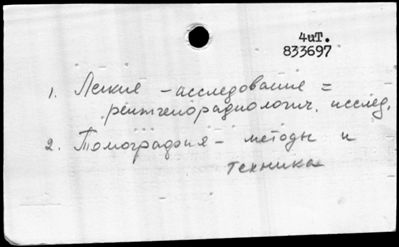 4иТ.
833697
1. Легкие - исследование =
рентгенорадиологич. исслед.
2. Томография - методы и
техника